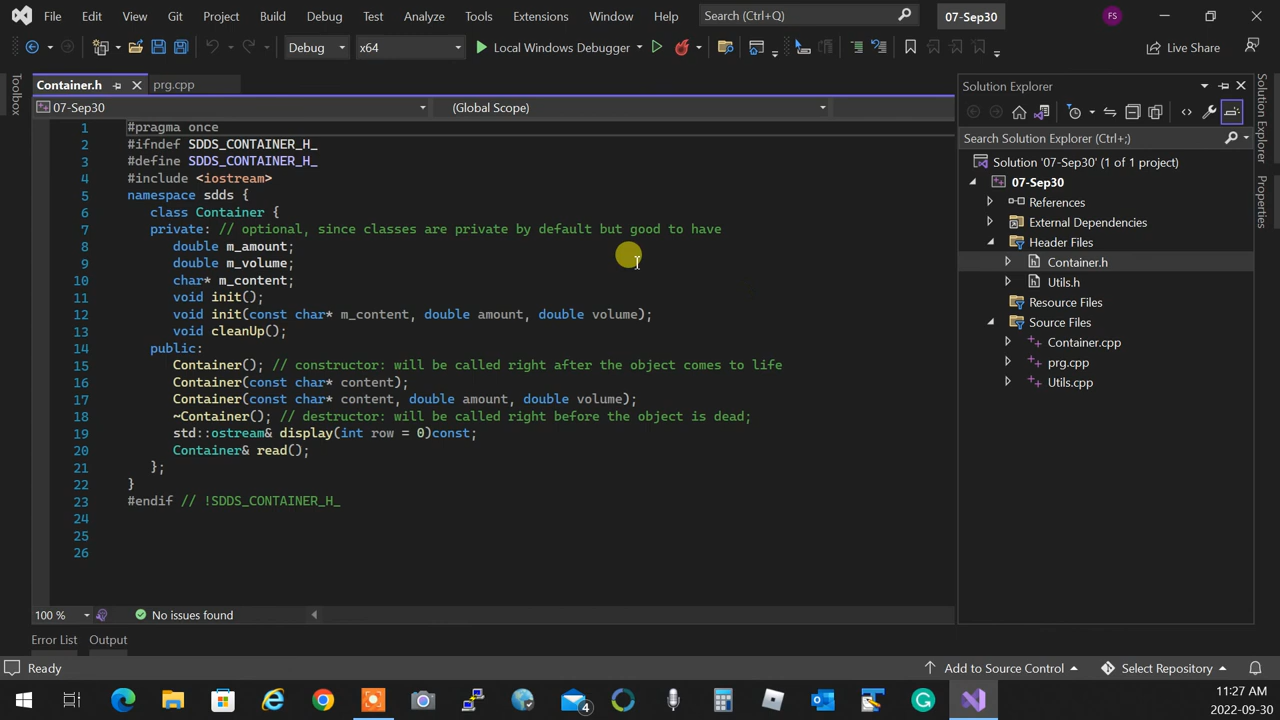 File Edit View Git Project Build Debug Test Analyze Tools Extensions Window Help Search (Ctrl+Q) 07-Sep30 FS
Debug x64 Local Windows Debugger Live Share
Container.h prg.cpp
07-Sep30 (Global Scope)
1 #pragma once
2 #ifndef SDDS_CONTAINER_H_
3 #define SDDS_CONTAINER_H_
4 #include <iostream>
5 namespace sdds {
6 class Container {
7 private: // optional, since classes are private by default but good to have
8 double m_amount;
9 double m_volume;
10 char* m_content;
11 void init();
12 void init(const char* m_content, double amount, double volume);
13 void cleanUp();
14 public:
15 Container(); // constructor: will be called right after the object comes to life
16 Container(const char* content);
17 Container(const char* content, double amount, double volume);
18 ~Container(); // destructor: will be called right before the object is dead;
19 std::ostream& display(int row = 0)const;
20 Container& read();
21 };
22 }
23 #endif // !SDDS_CONTAINER_H_
24
25
26
100 % No issues found
Error List Output
Toolbox
Solution Explorer
Search Solution Explorer (Ctrl+;)
Solution '07-Sep30' (1 of 1 project)
07-Sep30
References
External Dependencies
Header Files
Container.h
Utils.h
Resource Files
Source Files
Container.cpp
prg.cpp
Utils.cpp
Solution Explorer
Properties
Ready Add to Source Control Select Repository
4
G
11:27 AM
2022-09-30